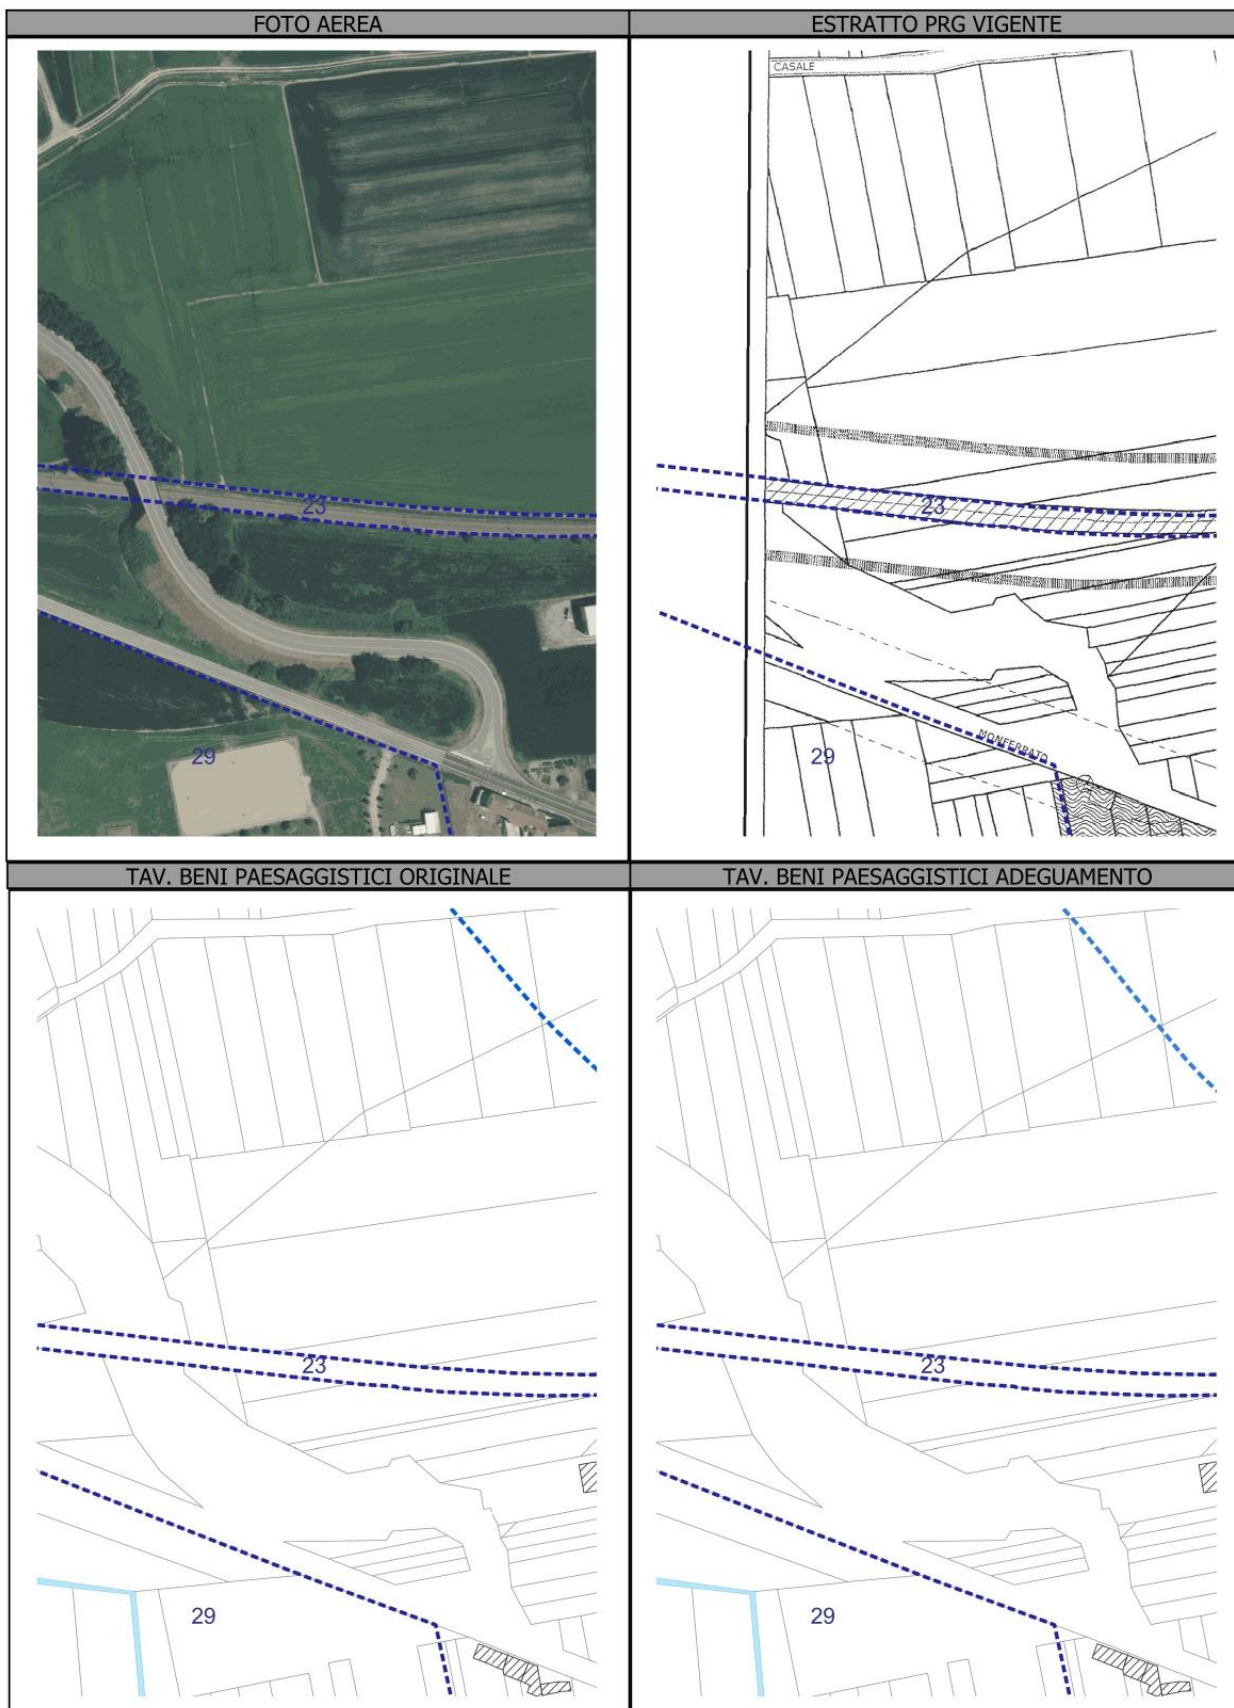 FOTO AEREA
ESTRATTO PRG VIGENTE
CASALE
23
23
MONFERRATO
29
29
TAV. BENI PAESAGGISTICI ORIGINALE
TAV. BENI PAESAGGISTICI ADEGUAMENTO
23
23
29
29